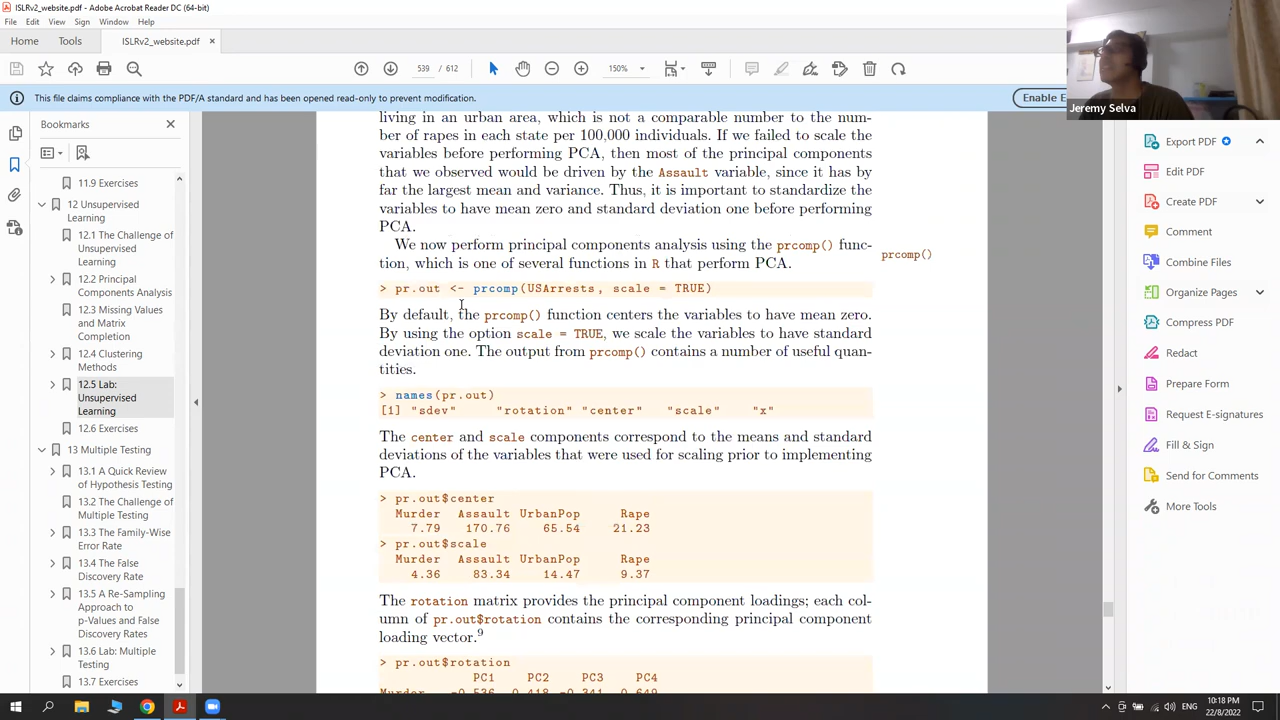 ISLRv2_website.pdf - Adobe Acrobat Reader DC (64-bit)
File Edit View Sign Window Help
Home Tools ISLRv2_website.pdf ×
539 / 612 150%
This file claims compliance with the PDF/A standard and has been opened read-only to prevent modification.
Enable E
Jeremy Selva
Bookmarks
11.9 Exercises
12 Unsupervised
Learning
12.1 The Challenge of
Unsupervised
Learning
12.2 Principal
Components Analysis
12.3 Missing Values
and Matrix
Completion
12.4 Clustering
Methods
12.5 Lab:
Unsupervised
Learning
12.6 Exercises
13 Multiple Testing
13.1 A Quick Review
of Hypothesis Testing
13.2 The Challenge of
Multiple Testing
13.3 The Family-Wise
Error Rate
13.4 The False
Discovery Rate
13.5 A Re-Sampling
Approach to
p-Values and False
Discovery Rates
13.6 Lab: Multiple
Testing
13.7 Exercises
living in an urban area, which is not a comparable number to the num-
ber of rapes in each state per 100,000 individuals. If we failed to scale the
variables before performing PCA, then most of the principal components
that we observed would be driven by the Assault variable, since it has by
far the largest mean and variance. Thus, it is important to standardize the
variables to have mean zero and standard deviation one before performing
PCA.
We now perform principal components analysis using the prcomp() func-
prcomp()
tion, which is one of several functions in R that perform PCA.
> pr.out <- prcomp(USArrests, scale = TRUE)
By default, the prcomp() function centers the variables to have mean zero.
By using the option scale = TRUE, we scale the variables to have standard
deviation one. The output from prcomp() contains a number of useful quan-
tities.
> names(pr.out)
[1] "sdev" "rotation" "center" "scale" "x"
The center and scale components correspond to the means and standard
deviations of the variables that were used for scaling prior to implementing
PCA.
> pr.out$center
Murder Assault UrbanPop Rape
7.79 170.76 65.54 21.23
> pr.out$scale
Murder Assault UrbanPop Rape
4.36 83.34 14.47 9.37
The rotation matrix provides the principal component loadings; each col-
umn of pr.out$rotation contains the corresponding principal component
loading vector.9
> pr.out$rotation
PC1 PC2 PC3 PC4
Murder -0.536 0.418 -0.341 0.649
Export PDF
Edit PDF
Create PDF
Comment
Combine Files
Organize Pages
Compress PDF
Redact
Prepare Form
Request E-signatures
Fill & Sign
Send for Comments
More Tools
ENG
10:18 PM
22/8/2022